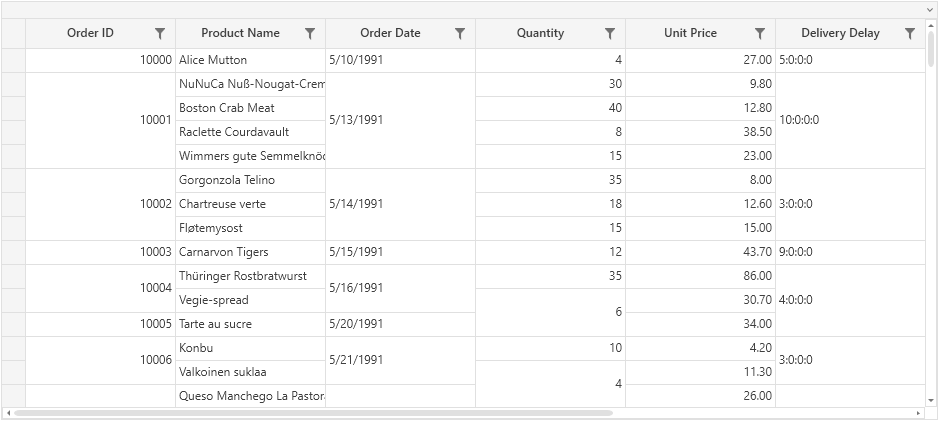 Order ID Product Name Order Date Quantity Unit Price Delivery Delay
10000 Alice Mutton 5/10/1991 4 27.00 5:0:0:0
NuNuCa Nuß-Nougat-Crem 30 9.80
Boston Crab Meat 40 12.80
10001 5/13/1991 10:0:0:0
Raclette Courdavault 8 38.50
Wimmers gute Semmelknöd 15 23.00
Gorgonzola Telino 35 8.00
10002 Chartreuse verte 5/14/1991 18 12.60 3:0:0:0
Fløtemysost 15 15.00
10003 Carnarvon Tigers 5/15/1991 12 43.70 9:0:0:0
Thüringer Rostbratwurst 35 86.00
10004 5/16/1991
Vegie-spread 30.70 4:0:0:0
6
10005 Tarte au sucre 5/20/1991 34.00
Konbu 10 4.20
10006 5/21/1991 3:0:0:0
Valkoinen suklaa 11.30
4
Queso Manchego La Pastora 26.00